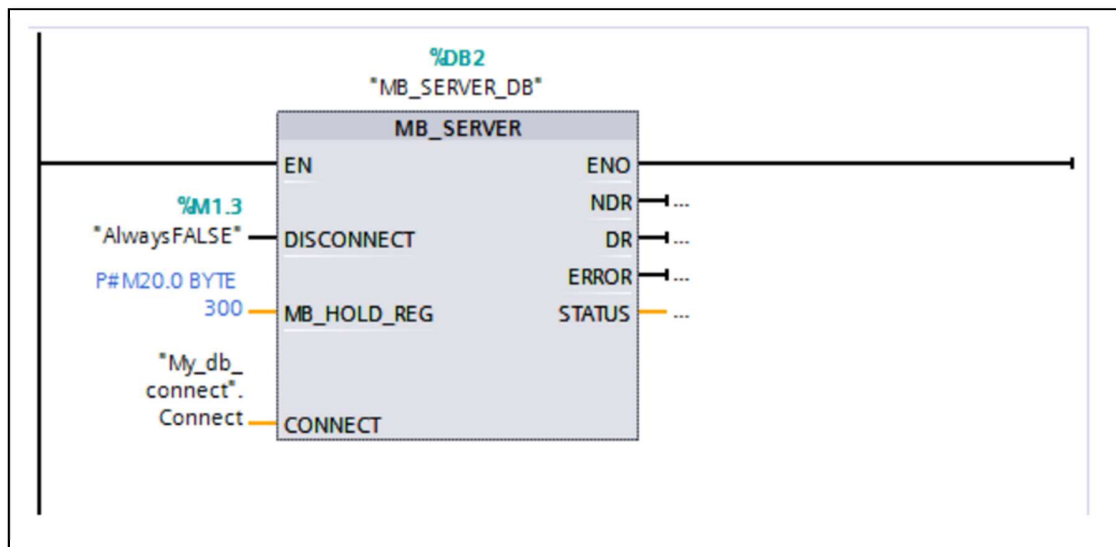 %DB2
"MB_SERVER_DB"
MB_SERVER
EN
ENO
%M1.3
NDR
"AlwaysFALSE"
DISCONNECT
DR
P#M20.0 BYTE
ERROR
300
MB_HOLD_REG
STATUS
...
...
...
...
"My_db_
connect".
Connect
CONNECT